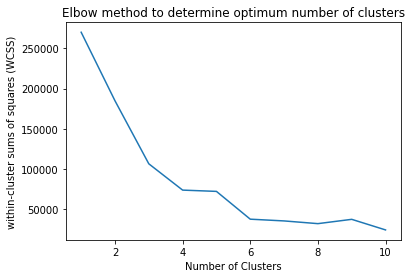 Elbow method to determine optimum number of clusters
within-cluster sums of squares (WCSS)
250000
200000
150000
100000
50000
2 4 6 8 10
Number of Clusters